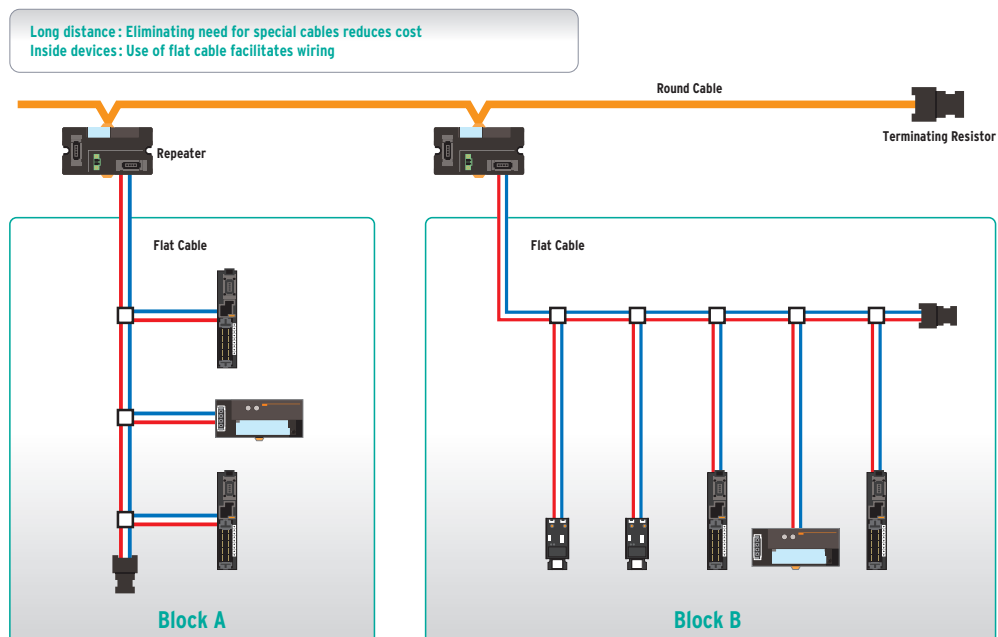 Long distance: Eliminating need for special cables reduces cost
Inside devices: Use of flat cable facilitates wiring
Round Cable
Terminating Resistor
Repeater
Flat Cable
Flat Cable
Block A
Block B